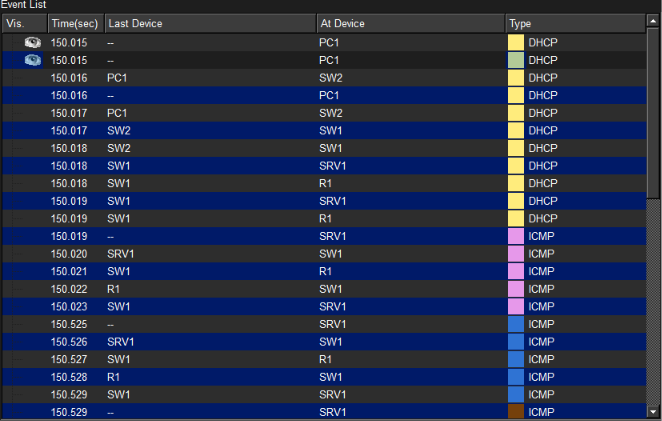 Event List
Vis. Time(sec) Last Device At Device Type
150.015 -- PC1 DHCP
150.015 -- PC1 DHCP
150.016 PC1 SW2 DHCP
150.016 -- PC1 DHCP
150.017 PC1 SW2 DHCP
150.017 SW2 SW1 DHCP
150.018 SW2 SW1 DHCP
150.018 SW1 SRV1 DHCP
150.018 SW1 R1 DHCP
150.019 SW1 SRV1 DHCP
150.019 SW1 R1 DHCP
150.019 -- SRV1 ICMP
150.020 SRV1 SW1 ICMP
150.021 SW1 R1 ICMP
150.022 R1 SW1 ICMP
150.023 SW1 SRV1 ICMP
150.525 -- SRV1 ICMP
150.526 SRV1 SW1 ICMP
150.527 SW1 R1 ICMP
150.528 R1 SW1 ICMP
150.529 SW1 SRV1 ICMP
150.529 -- SRV1 ICMP